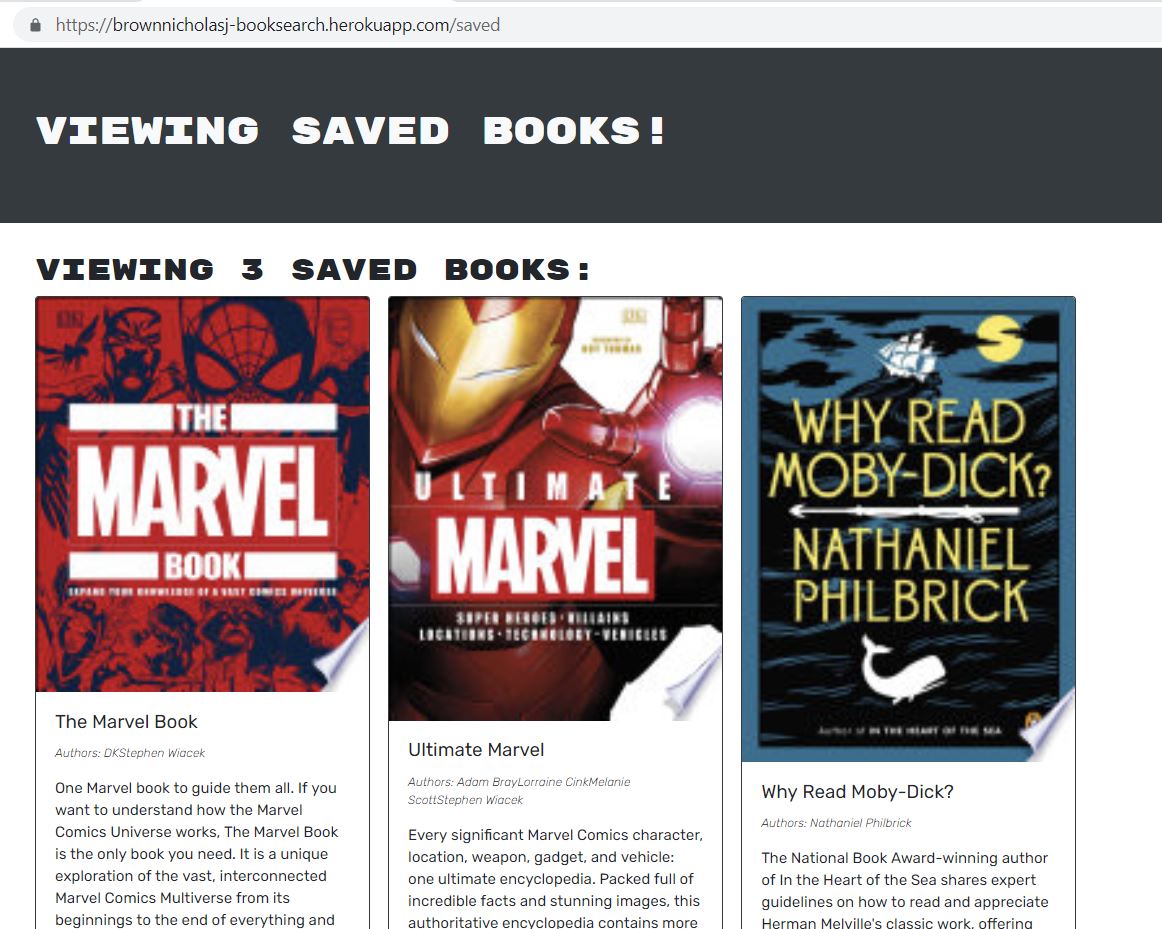 https://brownnicholasj-booksearch.herokuapp.com/saved
VIEWING SAVED BOOKS!
VIEWING 3 SAVED BOOKS:
THE
MARVEL
BOOK
EXPAND YOUR KNOWLEDGE OF A VAST COMICS UNIVERSE
The Marvel Book
Authors: DKStephen Wiacek
One Marvel book to guide them all. If you
want to understand how the Marvel
Comics Universe works, The Marvel Book
is the only book you need. It is a unique
exploration of the vast, interconnected
Marvel Comics Multiverse from its
beginnings to the end of everything and
ROY THOMAS
ULTIMATE
MARVEL
SUPER HEROES · VILLAINS
LOCATIONS · TECHNOLOGY · VEHICLES
Ultimate Marvel
Authors: Adam BrayLorraine CinkMelanie
ScottStephen Wiacek
Every significant Marvel Comics character,
location, weapon, gadget, and vehicle:
one ultimate encyclopedia. Packed full of
incredible facts and stunning images, this
authoritative encyclopedia contains more
WHY READ
MOBY-DICK?
NATHANIEL
PHILBRICK
Author of IN THE HEART OF THE SEA
Why Read Moby-Dick?
Authors: Nathaniel Philbrick
The National Book Award-winning author
of In the Heart of the Sea shares expert
guidelines on how to read and appreciate
Herman Melville's classic work, offering